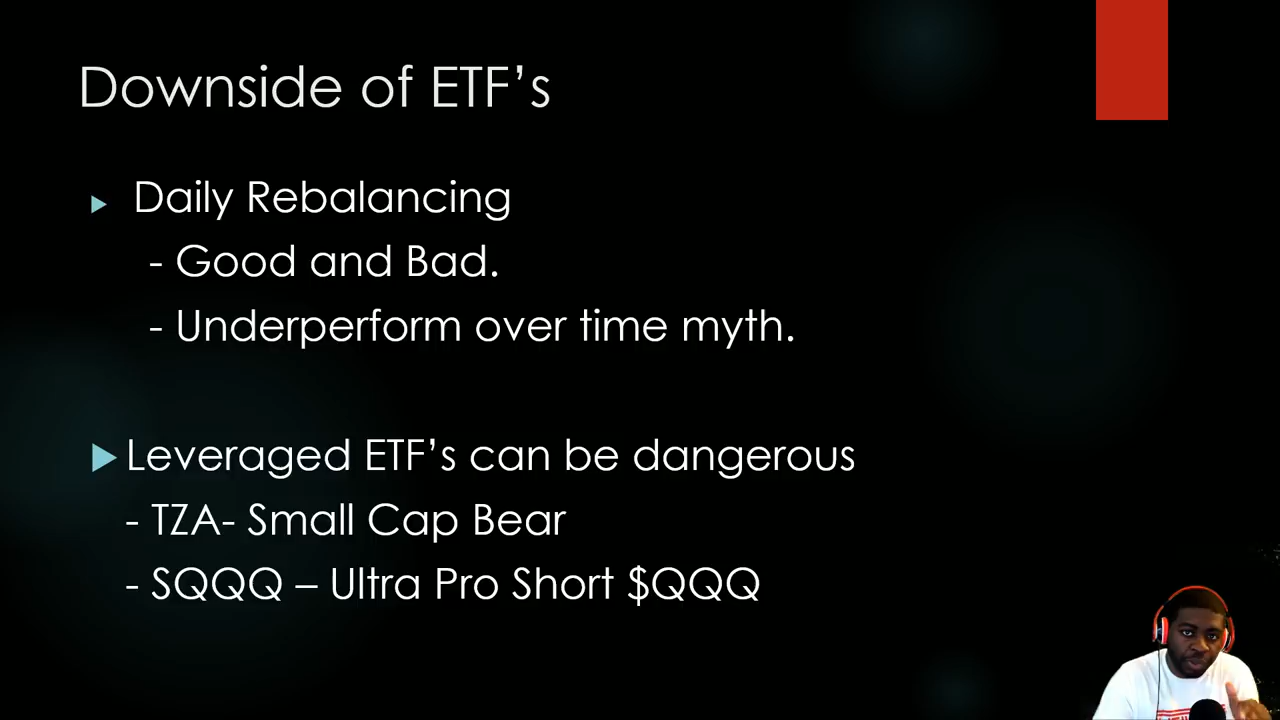 Downside of ETF’s
Daily Rebalancing
- Good and Bad.
- Underperform over time myth.
Leveraged ETF’s can be dangerous
- TZA- Small Cap Bear
- SQQQ – Ultra Pro Short $QQQ